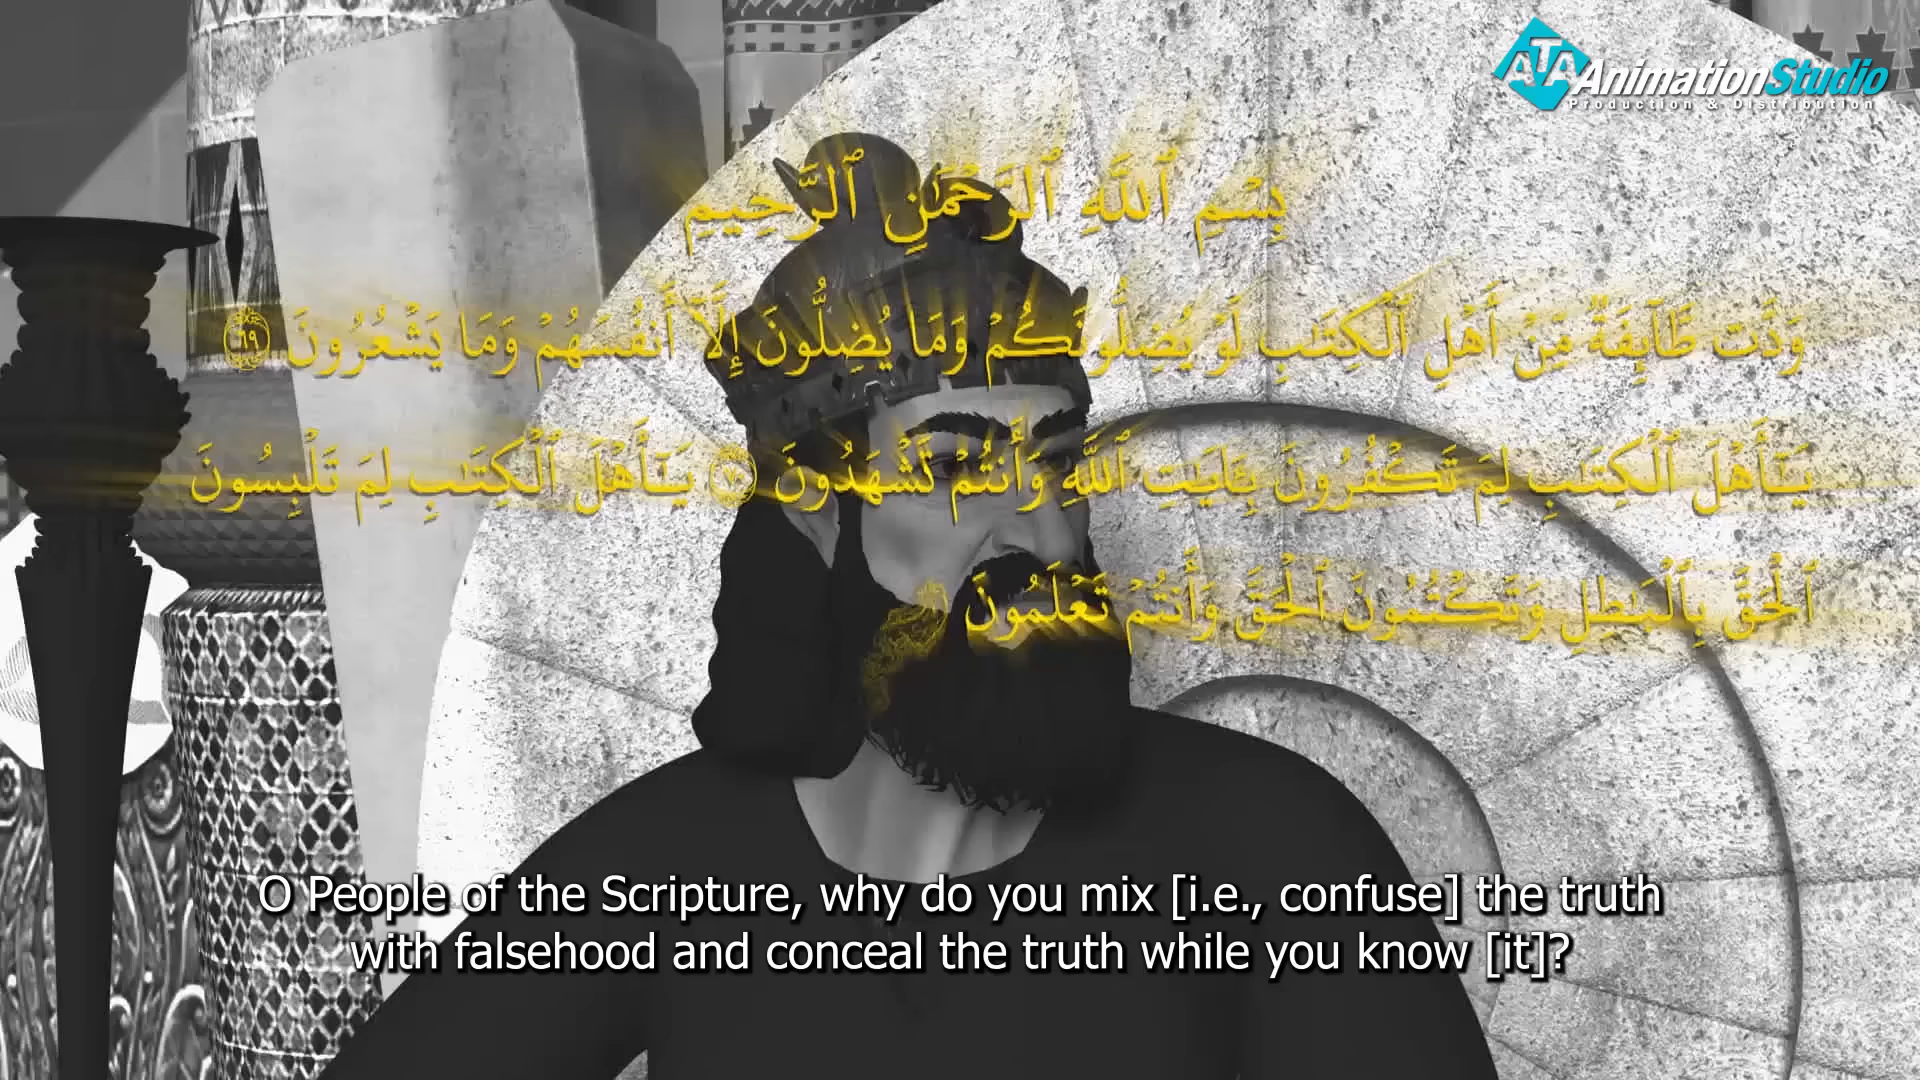 ATA AnimationStudio
Production & Distribution
بِسْمِ ٱللَّهِ ٱلرَّحْمَٰنِ ٱلرَّحِيمِ
وَدَّت طَّآئِفَةٌ مِّنْ أَهْلِ ٱلْكِتَٰبِ لَوْ يُضِلُّونَكُمْ وَمَا يُضِلُّونَ إِلَّآ أَنفُسَهُمْ وَمَا يَشْعُرُونَ ٦٩
يَٰٓأَهْلَ ٱلْكِتَٰبِ لِمَ تَكْفُرُونَ بِـَٔايَٰتِ ٱللَّهِ وَأَنتُمْ تَشْهَدُونَ ٧٠ يَٰٓأَهْلَ ٱلْكِتَٰبِ لِمَ تَلْبِسُونَ
ٱلْحَقَّ بِٱلْبَٰطِلِ وَتَكْتُمُونَ ٱلْحَقَّ وَأَنتُمْ تَعْلَمُونَ
O People of the Scripture, why do you mix [i.e., confuse] the truth
with falsehood and conceal the truth while you know [it]?